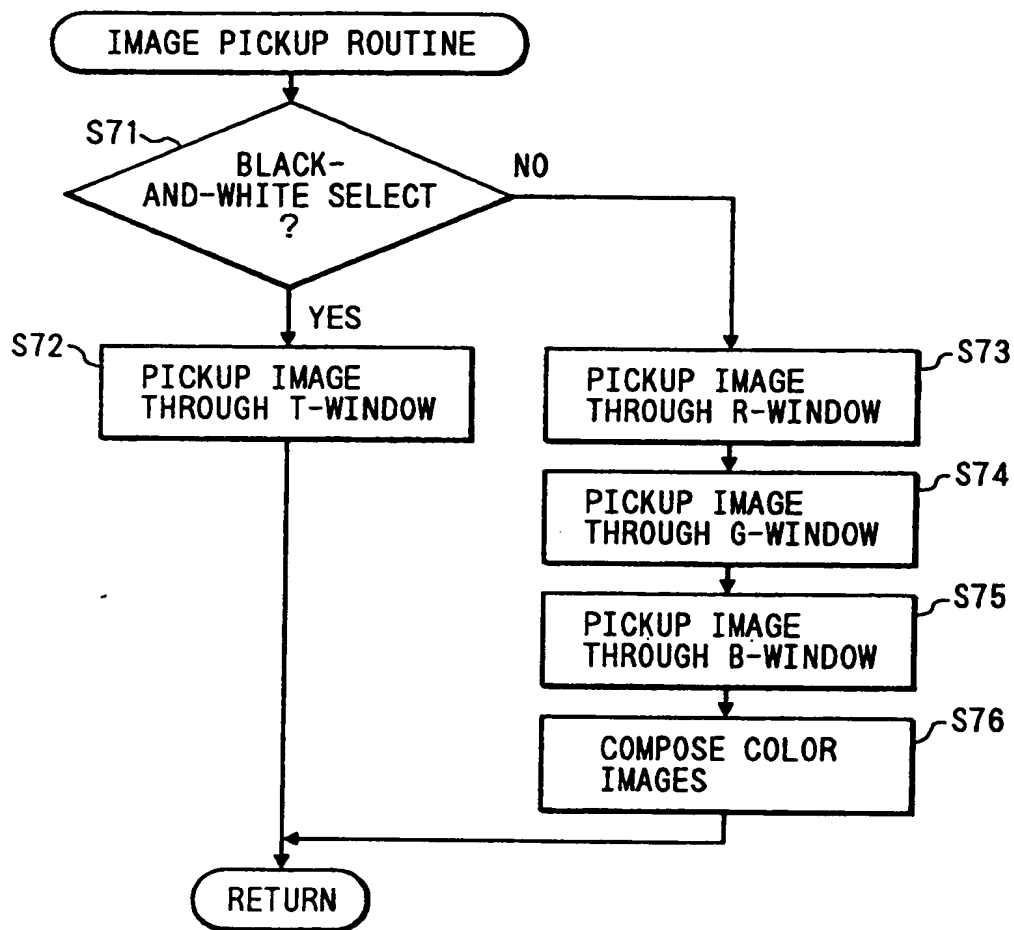 IMAGE PICKUP ROUTINE
S71
BLACK-
AND-WHITE SELECT
?
NO
YES
S72
PICKUP IMAGE
THROUGH T-WINDOW
S73
PICKUP IMAGE
THROUGH R-WINDOW
S74
PICKUP IMAGE
THROUGH G-WINDOW
S75
PICKUP IMAGE
THROUGH B-WINDOW
S76
COMPOSE COLOR
IMAGES
RETURN